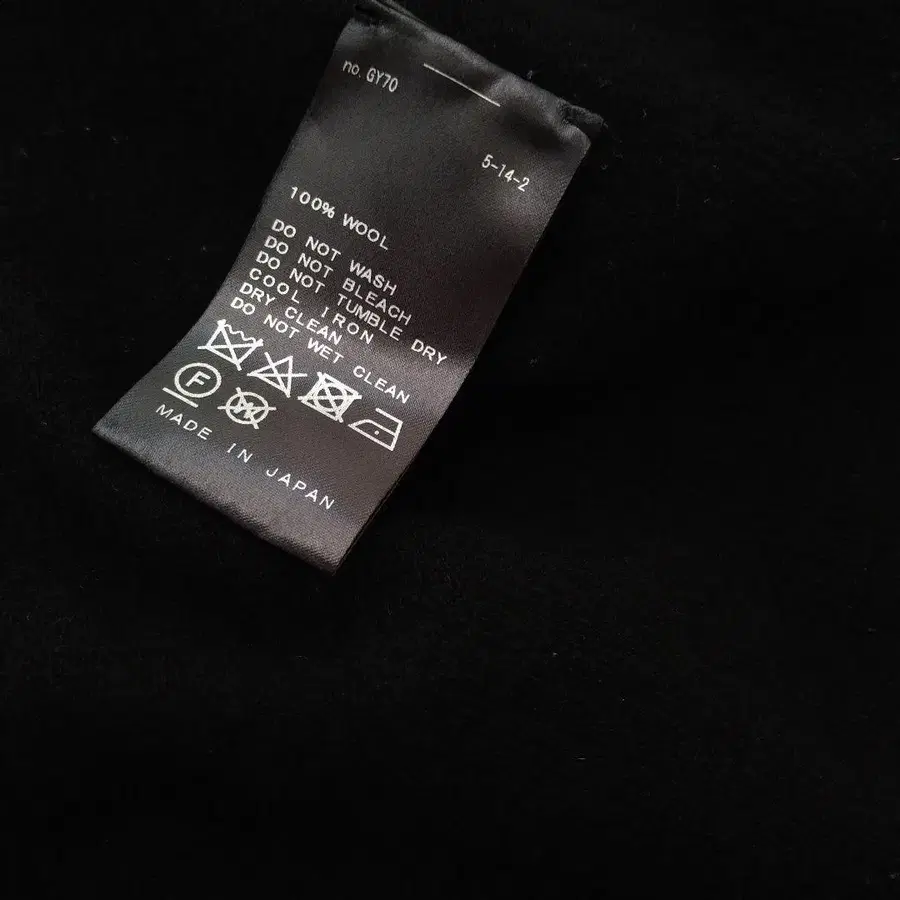 no. GY70
5-14-2
100% WOOL
DO NOT WASH
DO NOT BLEACH
DO NOT TUMBLE DRY
COOL IRON
DRY CLEAN
DO NOT WET CLEAN
F
W
MADE IN JAPAN